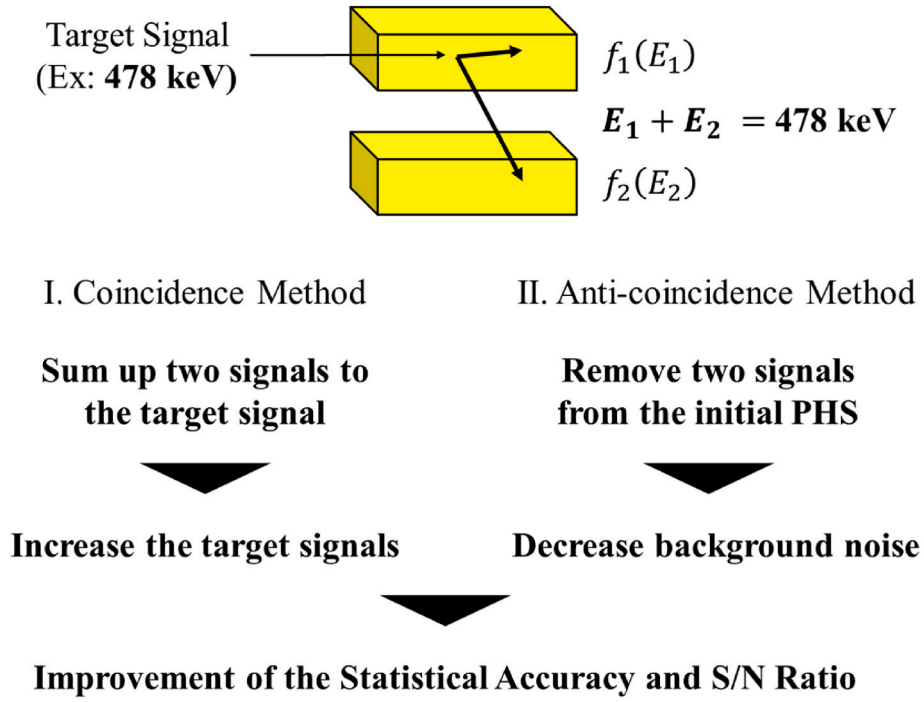 Target Signal
(Ex: 478 keV)
f₁(E₁)
E₁ + E₂ = 478 keV
f₂(E₂)
I. Coincidence Method
Sum up two signals to
the target signal
Increase the target signals
II. Anti-coincidence Method
Remove two signals
from the initial PHS
Decrease background noise
Improvement of the Statistical Accuracy and S/N Ratio